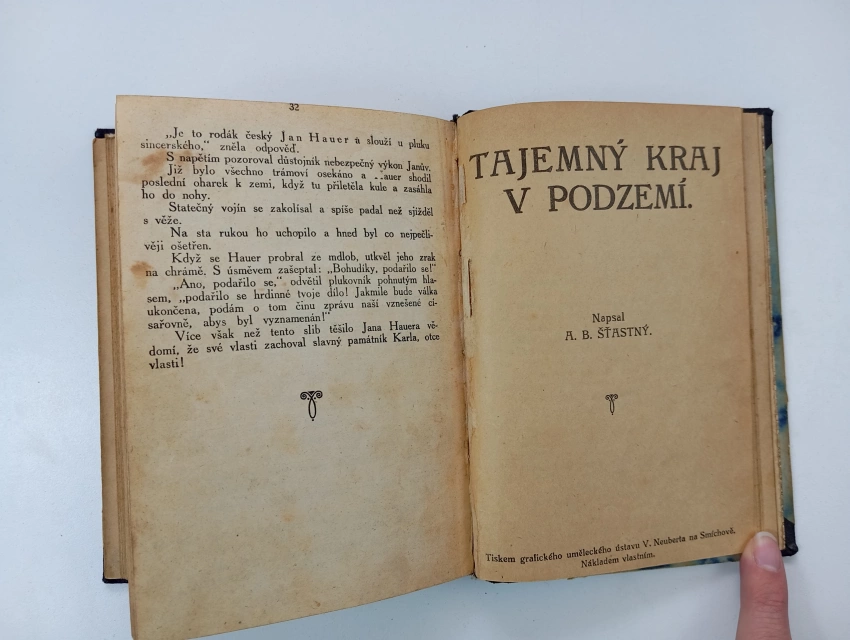 32
„Je to rodák český Jan Hauer a slouží u pluku
sincerského,“ zněla odpověď.
S napětím pozoroval důstojník nebezpečný výkon Janův.
Již bylo všechno trámoví osekáno a auer shodil
poslední oharek k zemi, když tu přiletěla kule a zasáhla
ho do nohy.
Statečný vojín se zakolísal a spíše padal než sjížděl
s věže.
Na sta rukou ho uchopilo a hned byl co nejpečli-
věji ošetřen.
Když se Hauer probral ze mdlob, utkvěl jeho zrak
na chrámě. S úsměvem zašeptal: „Bohudíky, podařilo se!“
„Ano, podařilo se,“ odvětil plukovník pohnutým hla-
sem, „podařilo se hrdinné tvoje dílo! Jakmile bude válka
ukončena, podám o tom činu zprávu naší vznešené cí-
sařovně, abys byl vyznamenán!“
Více však než tento slib těšilo Jana Hauera vě-
domí, že své vlasti zachoval slavný památník Karla, otce
vlasti!
TAJEMNÝ KRAJ
V PODZEMÍ.
Napsal
A. B. ŠŤASTNÝ.
Tiskem grafického uměleckého ústavu V. Neuberta na Smíchově.
Nákladem vlastním.